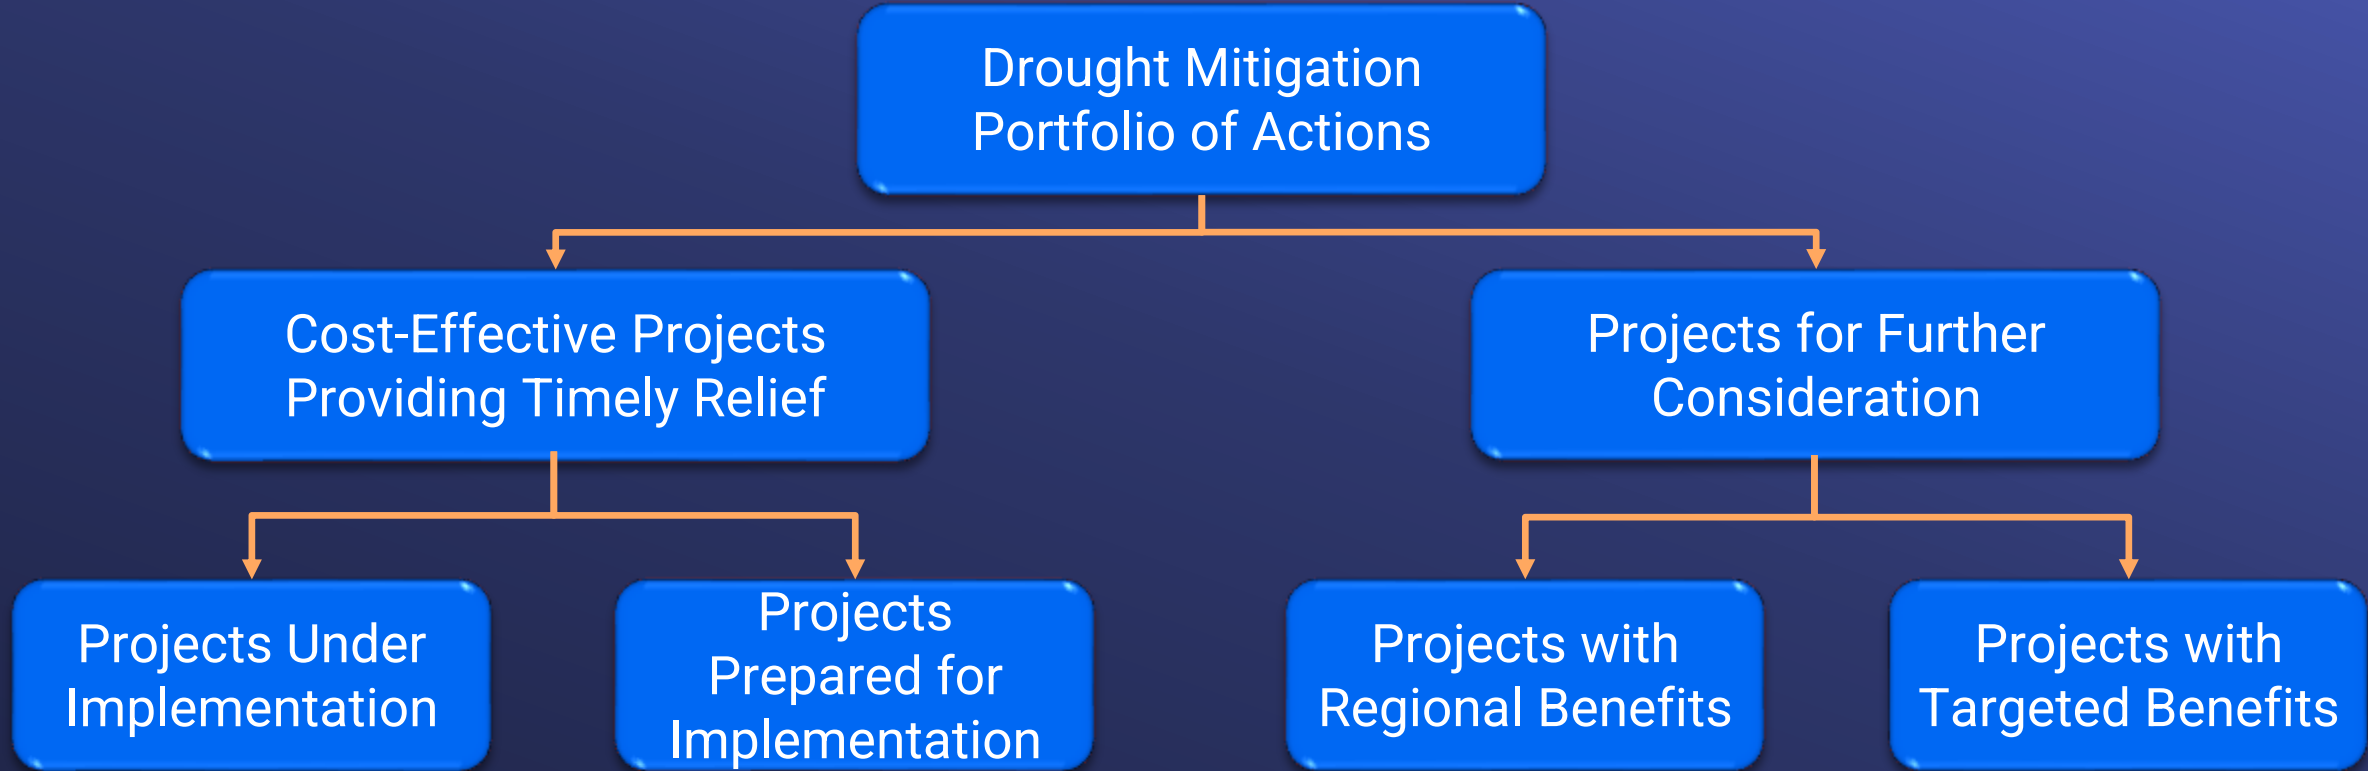 Drought Mitigation
Portfolio of Actions
Cost-Effective Projects
Providing Timely Relief
Projects for Further
Consideration
Projects Under
Implementation
Projects
Prepared for
Implementation
Projects with
Regional Benefits
Projects with
Targeted Benefits